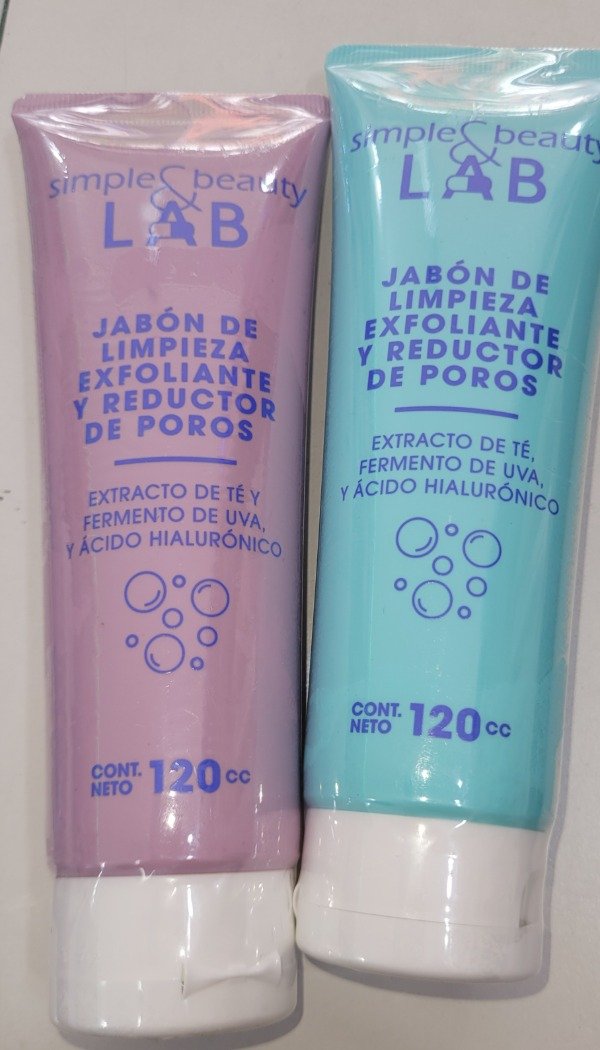 simple & beauty
LAB
JABÓN DE
LIMPIEZA
EXFOLIANTE
Y REDUCTOR
DE POROS
EXTRACTO DE TÉ Y
FERMENTO DE UVA,
Y ÁCIDO HIALURÓNICO
CONT.
NETO 120 CC
simple & beauty
LAB
JABÓN DE
LIMPIEZA
EXFOLIANTE
Y REDUCTOR
DE POROS
EXTRACTO DE TÉ,
FERMENTO DE UVA,
Y ÁCIDO HIALURÓNICO
CONT.
NETO 120 CC